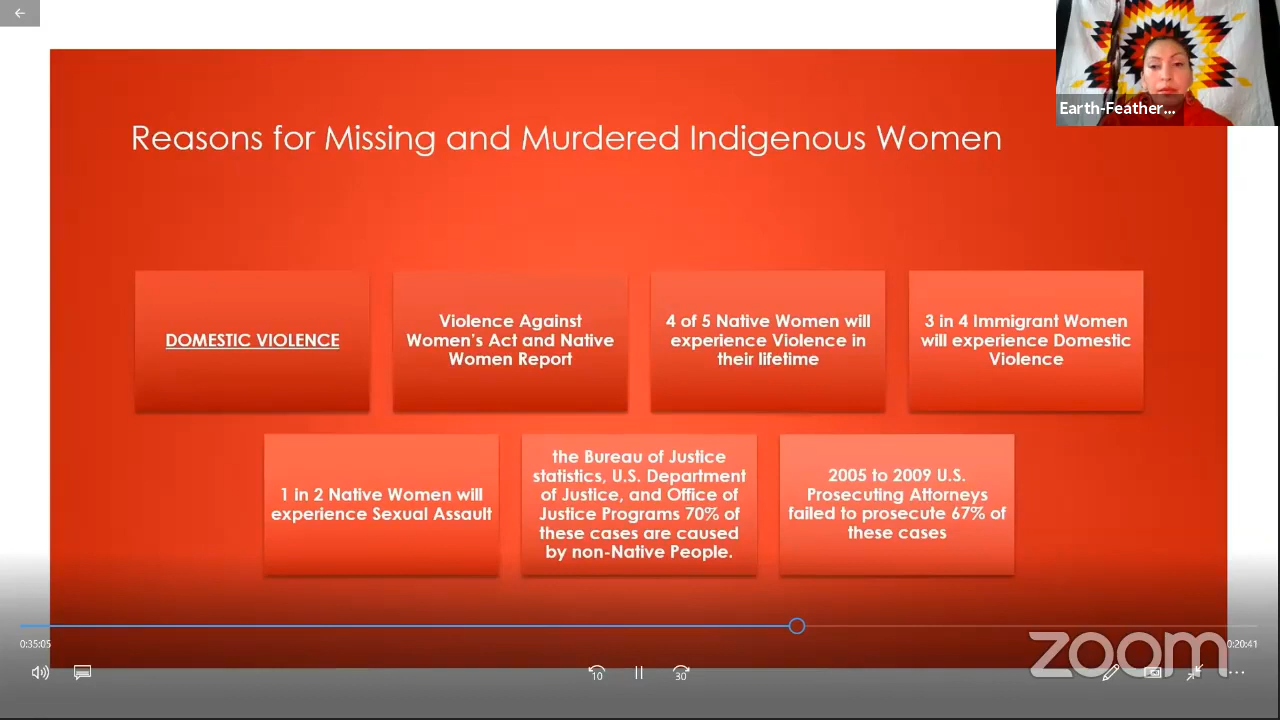 Earth-Feather...
Reasons for Missing and Murdered Indigenous Women
DOMESTIC VIOLENCE
Violence Against
Women's Act and Native
Women Report
4 of 5 Native Women will
experience Violence in
their lifetime
3 in 4 Immigrant Women
will experience Domestic
Violence
1 in 2 Native Women will
experience Sexual Assault
the Bureau of Justice
statistics, U.S. Department
of Justice, and Office of
Justice Programs 70% of
these cases are caused
by non-Native People.
2005 to 2009 U.S.
Prosecuting Attorneys
failed to prosecute 67% of
these cases
0:35:05
0:20:41
10
30
zoom